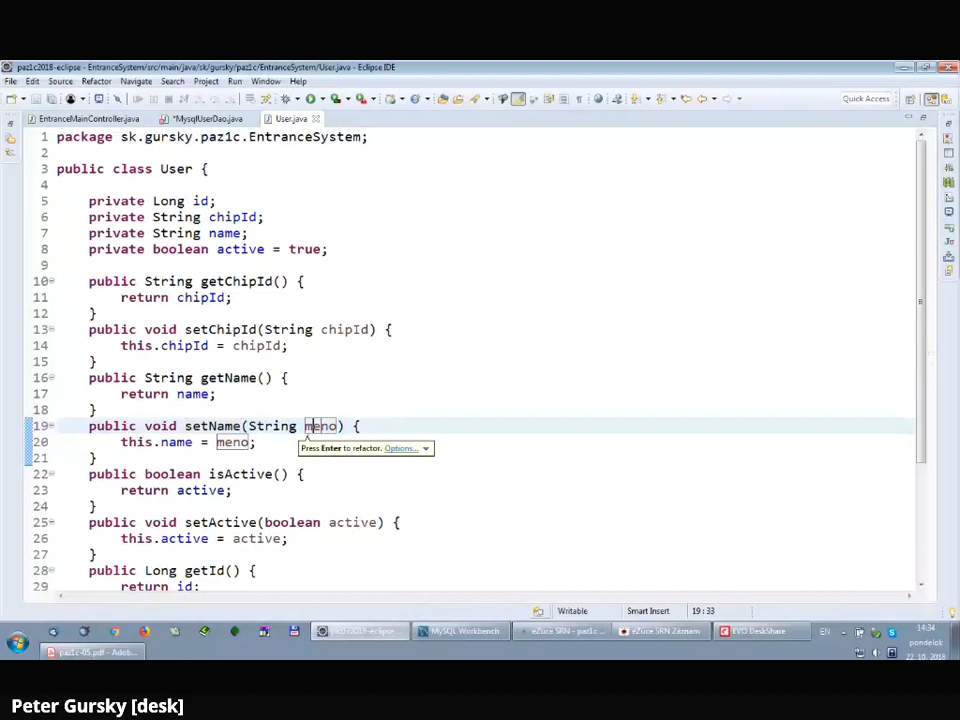 paz1c2018-eclipse - EntranceSystem/src/main/java/sk/gursky/paz1c/EntranceSystem/User.java - Eclipse IDE
File Edit Source Refactor Navigate Search Project Run Window Help
Quick Access
EntranceMainController.java *MysqlUserDao.java User.java
1 package sk.gursky.paz1c.EntranceSystem;
2
3 public class User {
4
5 private Long id;
6 private String chipId;
7 private String name;
8 private boolean active = true;
9
10 public String getChipId() {
11 return chipId;
12 }
13 public void setChipId(String chipId) {
14 this.chipId = chipId;
15 }
16 public String getName() {
17 return name;
18 }
19 public void setName(String meno) {
20 this.name = meno;
Press Enter to refactor. Options...
21 }
22 public boolean isActive() {
23 return active;
24 }
25 public void setActive(boolean active) {
26 this.active = active;
27 }
28 public Long getId() {
29 return id;
Writable Smart Insert 19 : 33
paz1c2018-eclipse... MySQL Workbench eZuce SRN - paz1c ... eZuce SRN Záznam EVO DeskShare EN 14:34
pondelok
22. 10. 2018
paz1c-05.pdf - Adob...
Peter Gursky [desk]